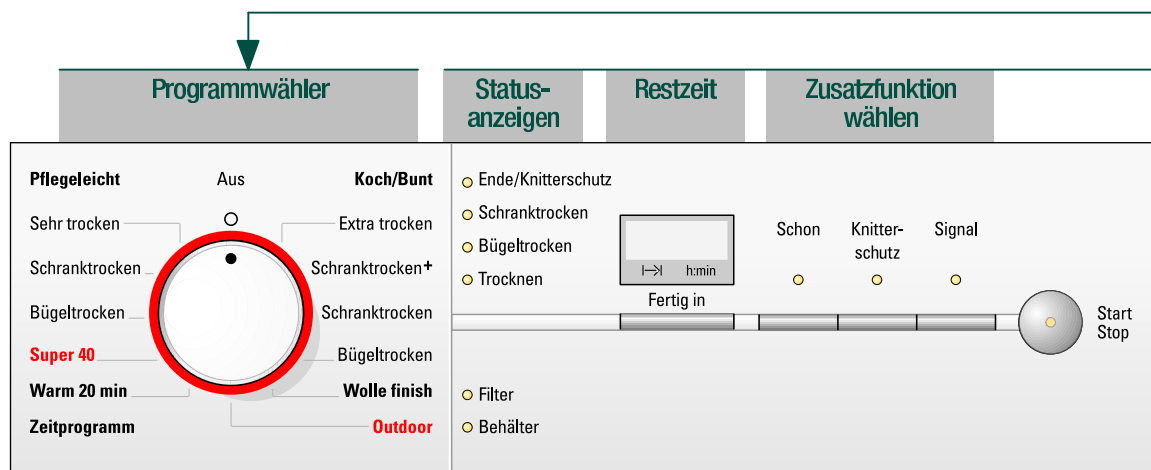 Programmwähler
Status-
anzeigen
Restzeit
Zusatzfunktion
wählen
Pflegeleicht
Aus
Koch/Bunt
Sehr trocken
Extra trocken
Schranktrocken
Schranktrocken+
Bügeltrocken
Schranktrocken
Super 40
Bügeltrocken
Warm 20 min
Wolle finish
Zeitprogramm
Outdoor
Ende/Knitterschutz
Schranktrocken
Bügeltrocken
Trocknen
Filter
Behälter
h:min
Fertig in
Schon
Knitter-
schutz
Signal
Start
Stop